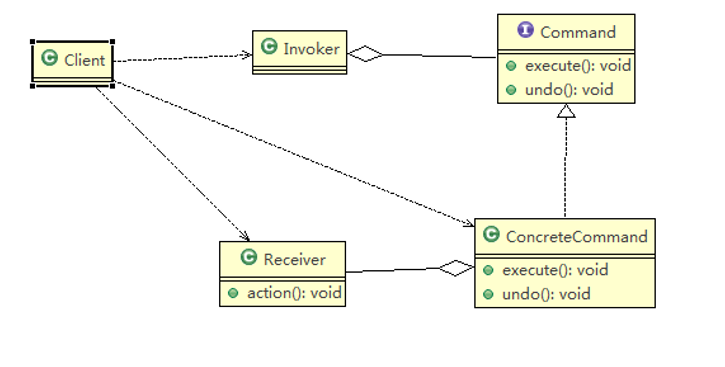 Client
Invoker
Command
execute(): void
undo(): void
Receiver
action(): void
ConcreteCommand
execute(): void
undo(): void